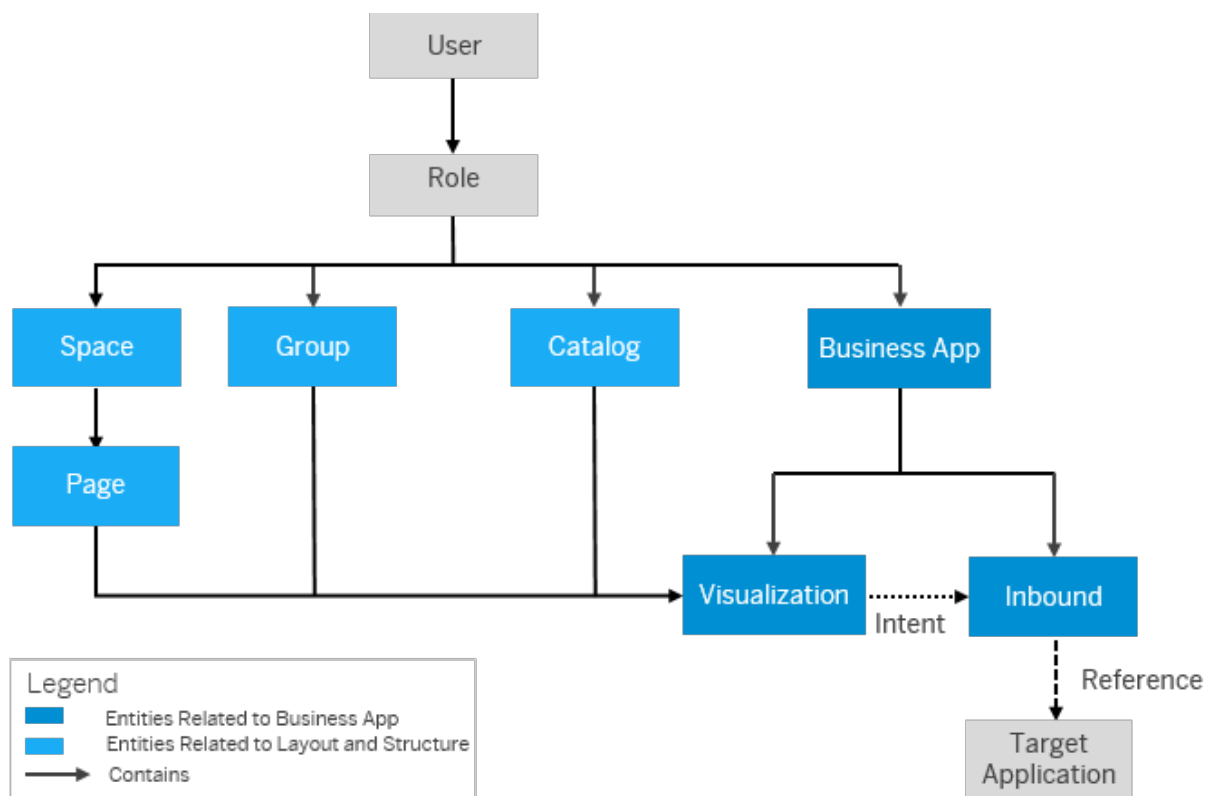 User
Role
Space
Group
Catalog
Business App
Page
Visualization
Intent
Inbound
Reference
Target
Application
Legend
Entities Related to Business App
Entities Related to Layout and Structure
Contains